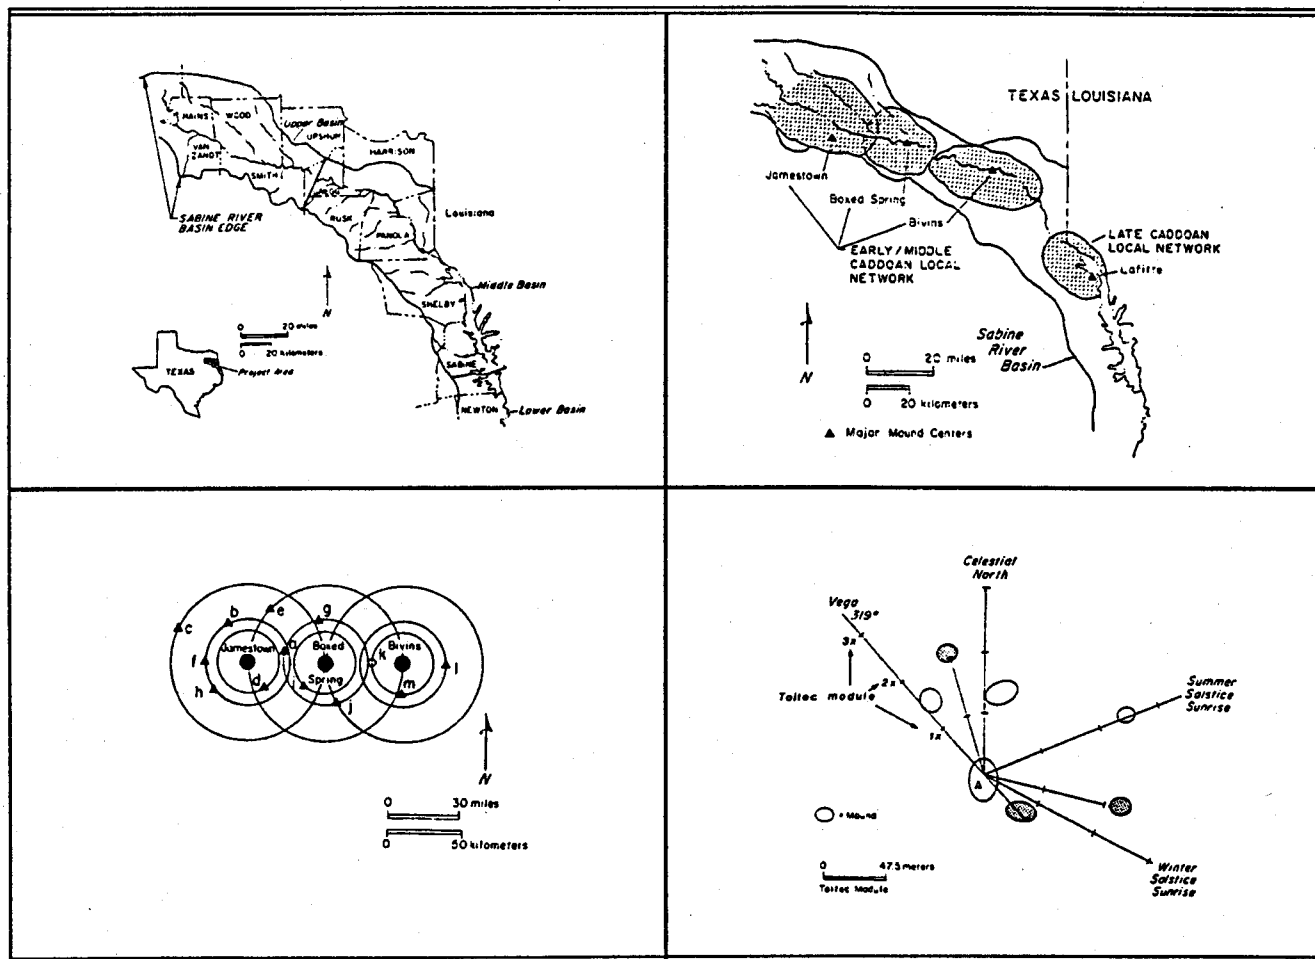 RAINS
WOOD
Upper Basin
UPSHUR
VAN
ZANDT
HARRISON
SMITH
SABINE RIVER
BASIN EDGE
RUSK
Louisiana
PANOLA
Middle Basin
N
SHELBY
0 20 miles
0 20 kilometers
TEXAS
Project Area
SABINE
NEWTON
Lower Basin
TEXAS LOUISIANA
Jamestown
Boxed Spring
Bivins
EARLY/MIDDLE
CADDOAN LOCAL
NETWORK
LATE CADDOAN
LOCAL NETWORK
Lafitte
Sabine
River
Basin
N
0 20 miles
0 20 kilometers
▲ Major Mound Centers
c
b
e
g
Jamestown
a
Boxed
Spring
Bivins
f
k
l
h
d
i
j
m
N
0 30 miles
0 50 kilometers
Celestial
North
Vega
319°
3x
2x
Toltec module
1x
Summer
Solstice
Sunrise
= Mound
0 47.5 meters
Toltec Module
Winter
Solstice
Sunrise